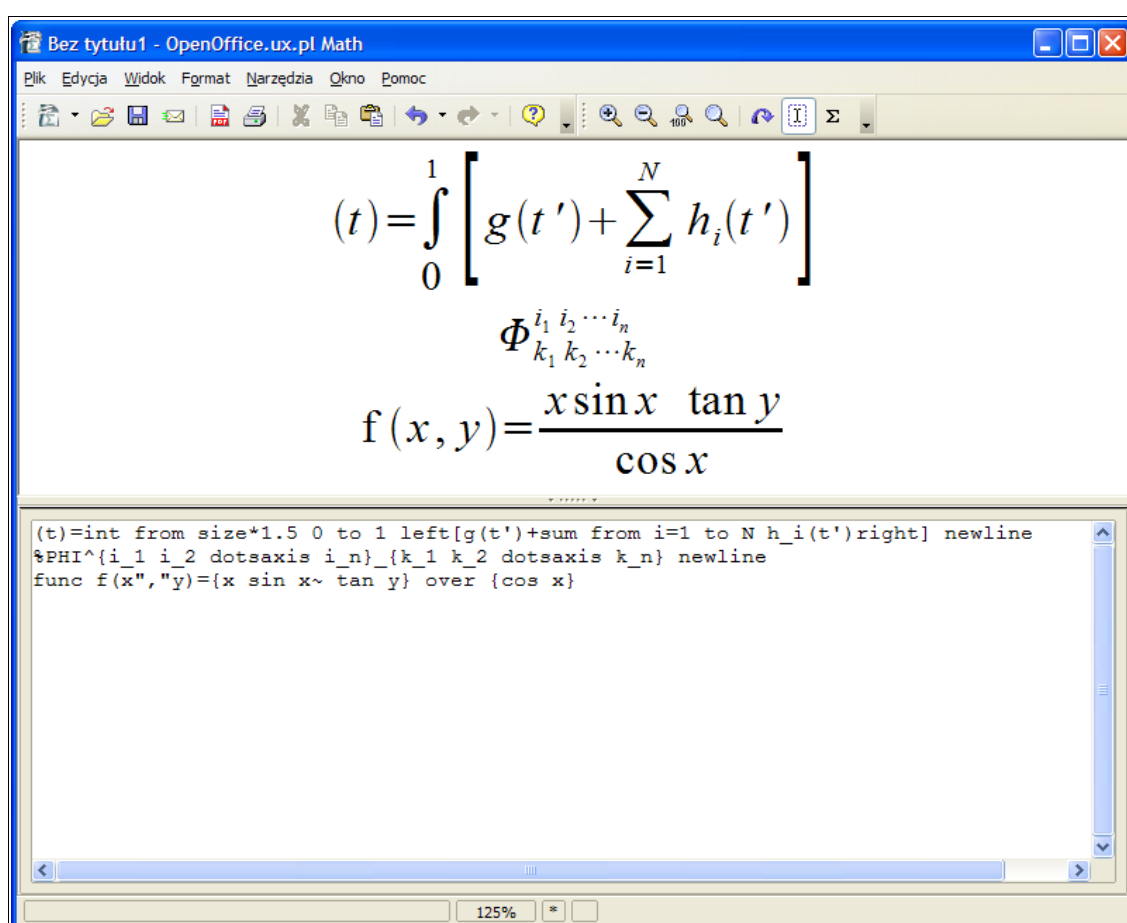 Bez tytułu1 - OpenOffice.ux.pl Math
Plik Edycja Widok Format Narzędzia Okno Pomoc
PDF 100 Σ
(t)=∫₀¹[g(t')+∑ᵢ₌₁ᴺ hᵢ(t')]
Φ^{i₁ i₂ ⋯ iₙ}_{k₁ k₂ ⋯ kₙ}
f(x,y)=(x sin x tan y)/(cos x)
(t)=int from size*1.5 0 to 1 left[g(t')+sum from i=1 to N h_i(t')right] newline
%PHI^{i_1 i_2 dotsaxis i_n}_{k_1 k_2 dotsaxis k_n} newline
func f(x","y)={x sin x~ tan y} over {cos x}
125% *